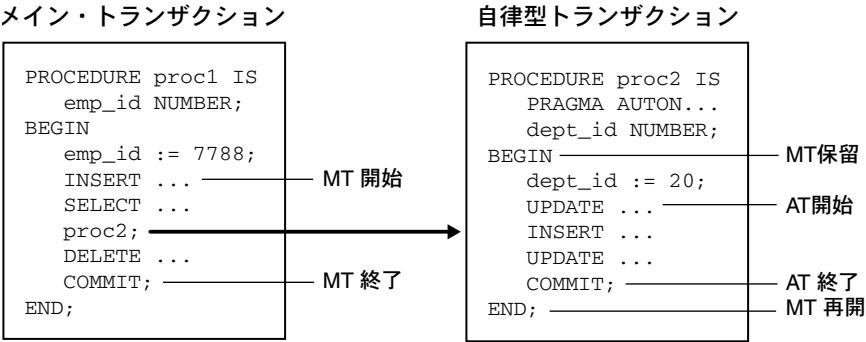 メイン・トランザクション
PROCEDURE proc1 IS
emp_id NUMBER;
BEGIN
emp_id := 7788;
INSERT ... MT 開始
SELECT ...
proc2;
DELETE ...
COMMIT; MT 終了
END;
自律型トランザクション
PROCEDURE proc2 IS
PRAGMA AUTON...
dept_id NUMBER;
BEGIN MT保留
dept_id := 20;
UPDATE ... AT開始
INSERT ...
UPDATE ...
COMMIT; AT 終了
END; MT 再開